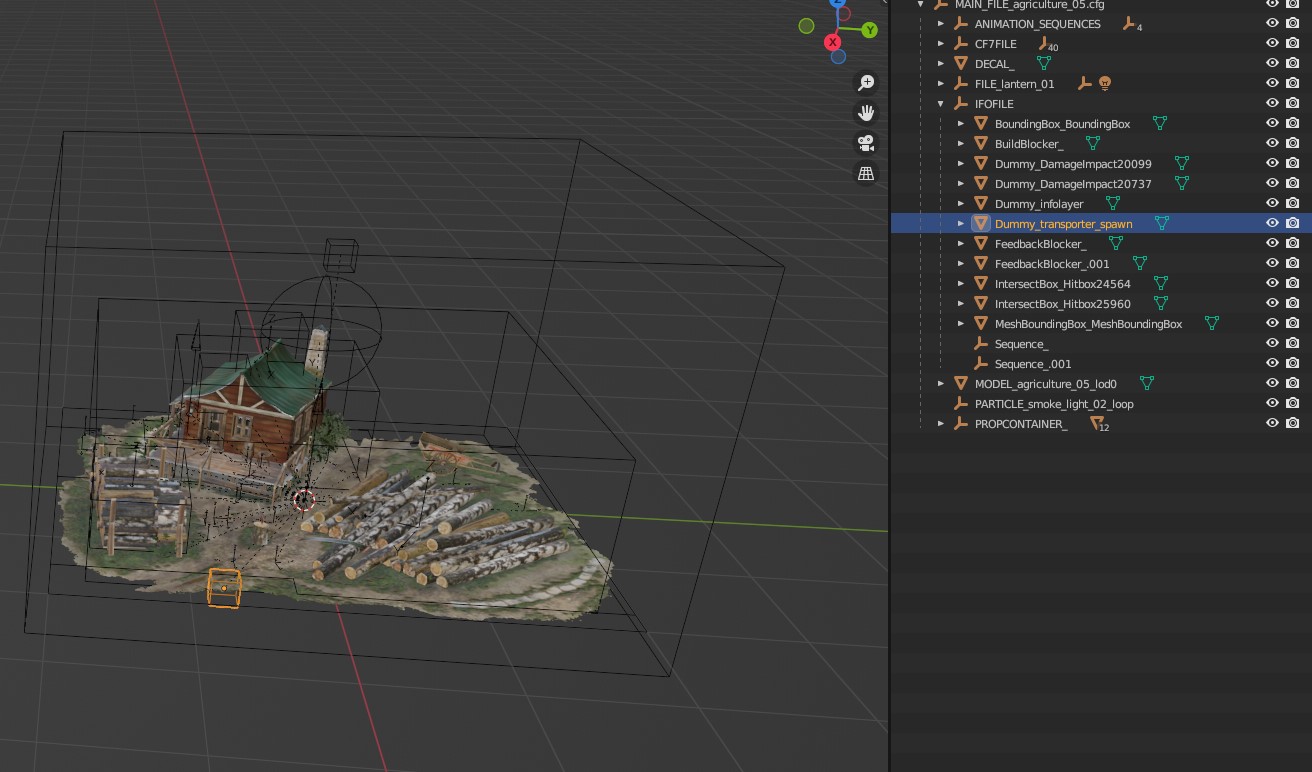 MAIN_FILE_agriculture_05.cfg
ANIMATION_SEQUENCES 4
CF7FILE 40
DECAL_
FILE_lantern_01
IFOFILE
BoundingBox_BoundingBox
BuildBlocker_
Dummy_DamageImpact20099
Dummy_DamageImpact20737
Dummy_infolayer
Dummy_transporter_spawn
FeedbackBlocker_
FeedbackBlocker_.001
IntersectBox_Hitbox24564
IntersectBox_Hitbox25960
MeshBoundingBox_MeshBoundingBox
Sequence_
Sequence_.001
MODEL_agriculture_05_lod0
PARTICLE_smoke_light_02_loop
PROPCONTAINER_ 12
Z
Y
X